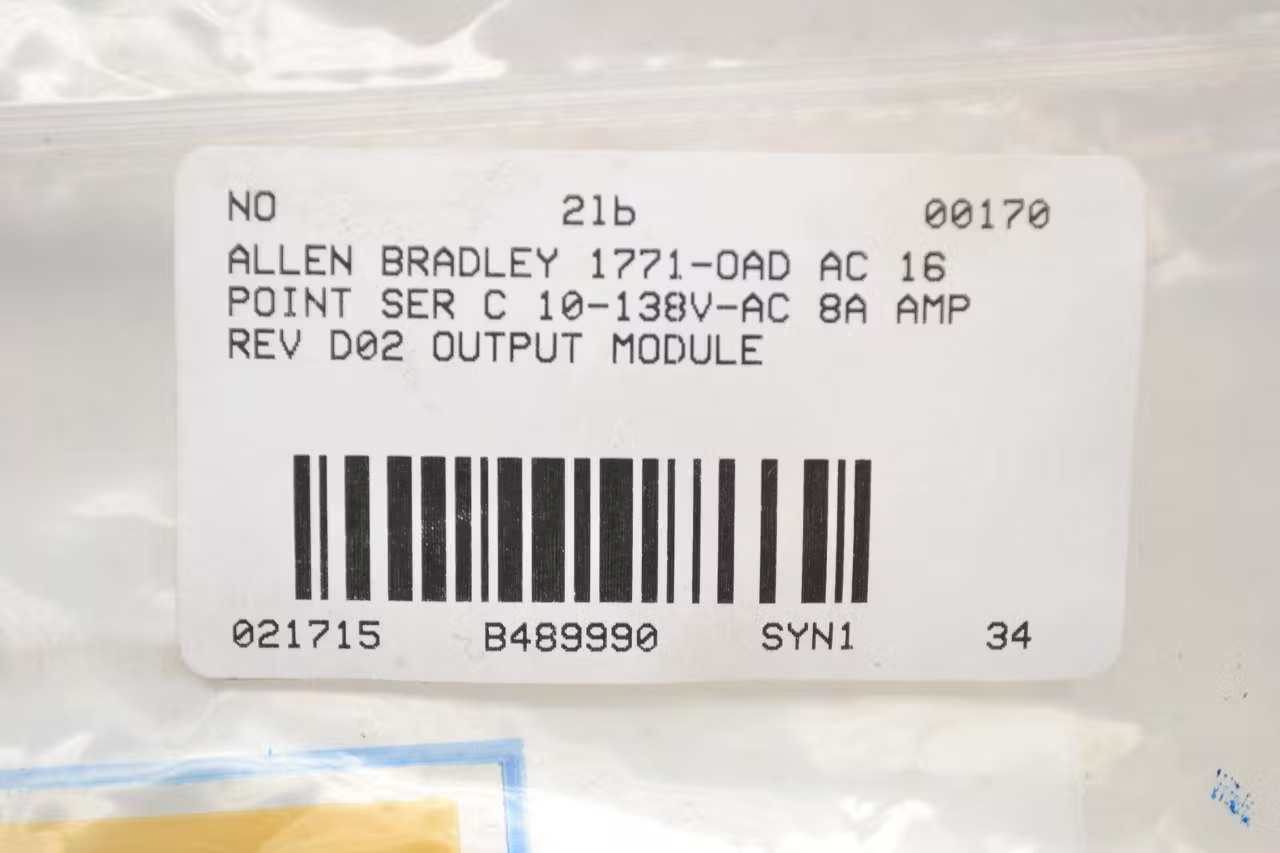 NO 2lb 00170
ALLEN BRADLEY 1771-OAD AC 16
POINT SER C 10-138V-AC 8A AMP
REV D02 OUTPUT MODULE
021715 B489990 SYN1 34